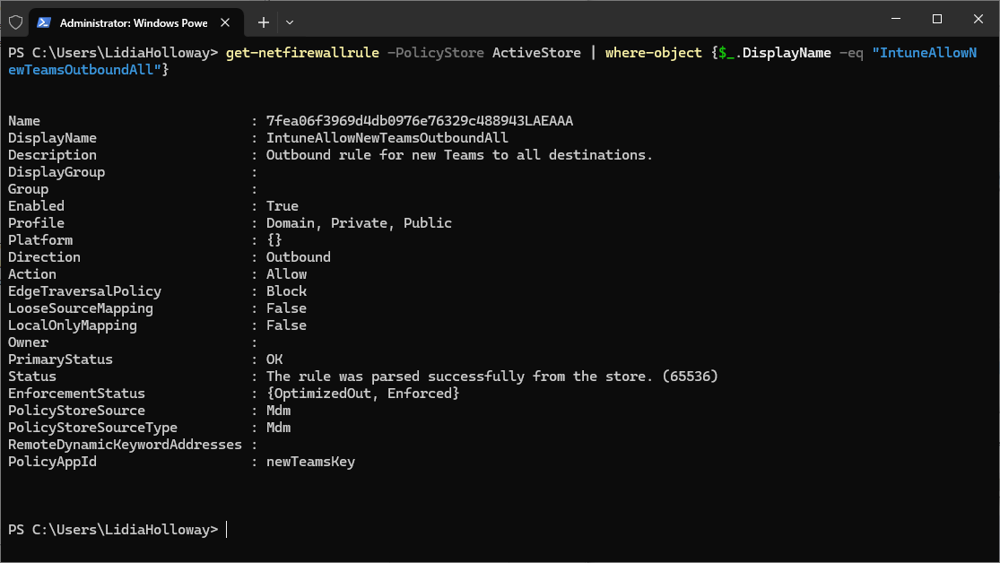 Administrator: Windows Powe
PS C:\Users\LidiaHolloway> get-netfirewallrule -PolicyStore ActiveStore | where-object {$_.DisplayName -eq "IntuneAllowN
ewTeamsOutboundAll"}
Name : 7fea06f3969d4db0976e76329c488943LAEAAA
DisplayName : IntuneAllowNewTeamsOutboundAll
Description : Outbound rule for new Teams to all destinations.
DisplayGroup :
Group :
Enabled : True
Profile : Domain, Private, Public
Platform : {}
Direction : Outbound
Action : Allow
EdgeTraversalPolicy : Block
LooseSourceMapping : False
LocalOnlyMapping : False
Owner :
PrimaryStatus : OK
Status : The rule was parsed successfully from the store. (65536)
EnforcementStatus : {OptimizedOut, Enforced}
PolicyStoreSource : Mdm
PolicyStoreSourceType : Mdm
RemoteDynamicKeywordAddresses :
PolicyAppId : newTeamsKey
PS C:\Users\LidiaHolloway>